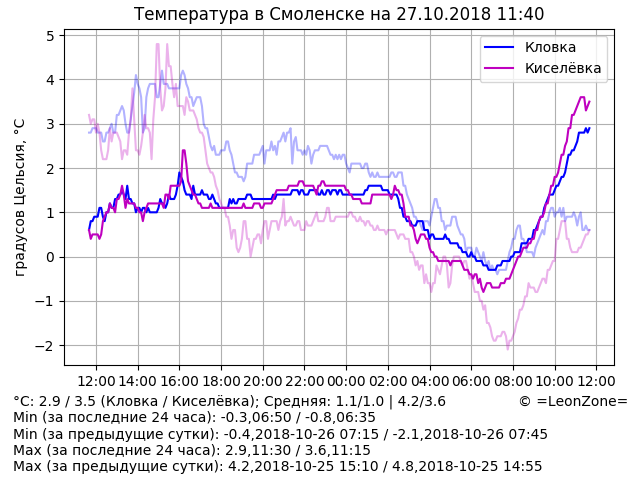 Температура в Смоленске на 27.10.2018 11:40
Кловка
Киселёвка
градусов Цельсия, °C
5
4
3
2
1
0
−1
−2
12:00 14:00 16:00 18:00 20:00 22:00 00:00 02:00 04:00 06:00 08:00 10:00 12:00
°C: 2.9 / 3.5 (Кловка / Киселёвка); Средняя: 1.1/1.0 | 4.2/3.6 © =LeonZone=
Min (за последние 24 часа): -0.3,06:50 / -0.8,06:35
Min (за предыдущие сутки): -0.4,2018-10-26 07:15 / -2.1,2018-10-26 07:45
Max (за последние 24 часа): 2.9,11:30 / 3.6,11:15
Max (за предыдущие сутки): 4.2,2018-10-25 15:10 / 4.8,2018-10-25 14:55